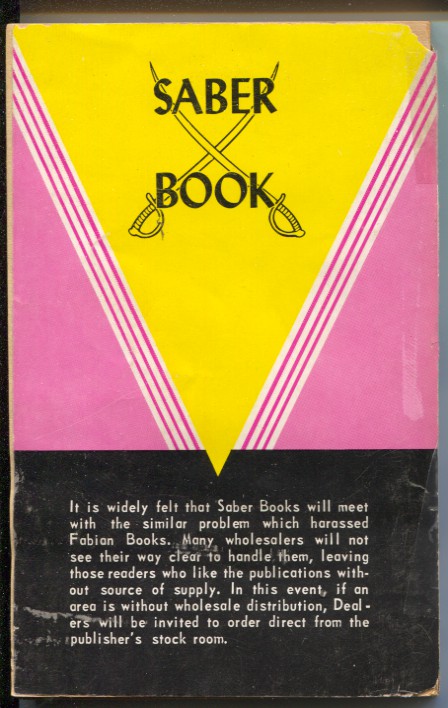 SABER
BOOK
It is widely felt that Saber Books will meet
with the similar problem which harassed
Fabian Books. Many wholesalers will not
see their way clear to handle them, leaving
those readers who like the publications with-
out source of supply. In this event, if an
area is without wholesale distribution, Deal-
ers will be invited to order direct from the
publisher's stock room.